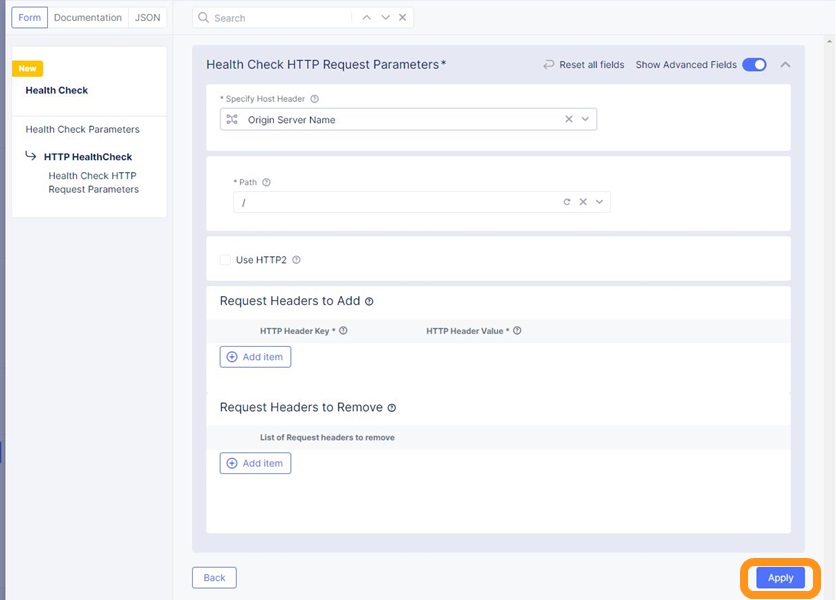 Form Documentation JSON
Search
New
Health Check
Health Check Parameters
HTTP HealthCheck
Health Check HTTP
Request Parameters
Health Check HTTP Request Parameters*
Reset all fields Show Advanced Fields
* Specify Host Header
Origin Server Name
* Path
/
Use HTTP2
Request Headers to Add
HTTP Header Key * HTTP Header Value *
Add item
Request Headers to Remove
List of Request headers to remove
Add item
Back Apply